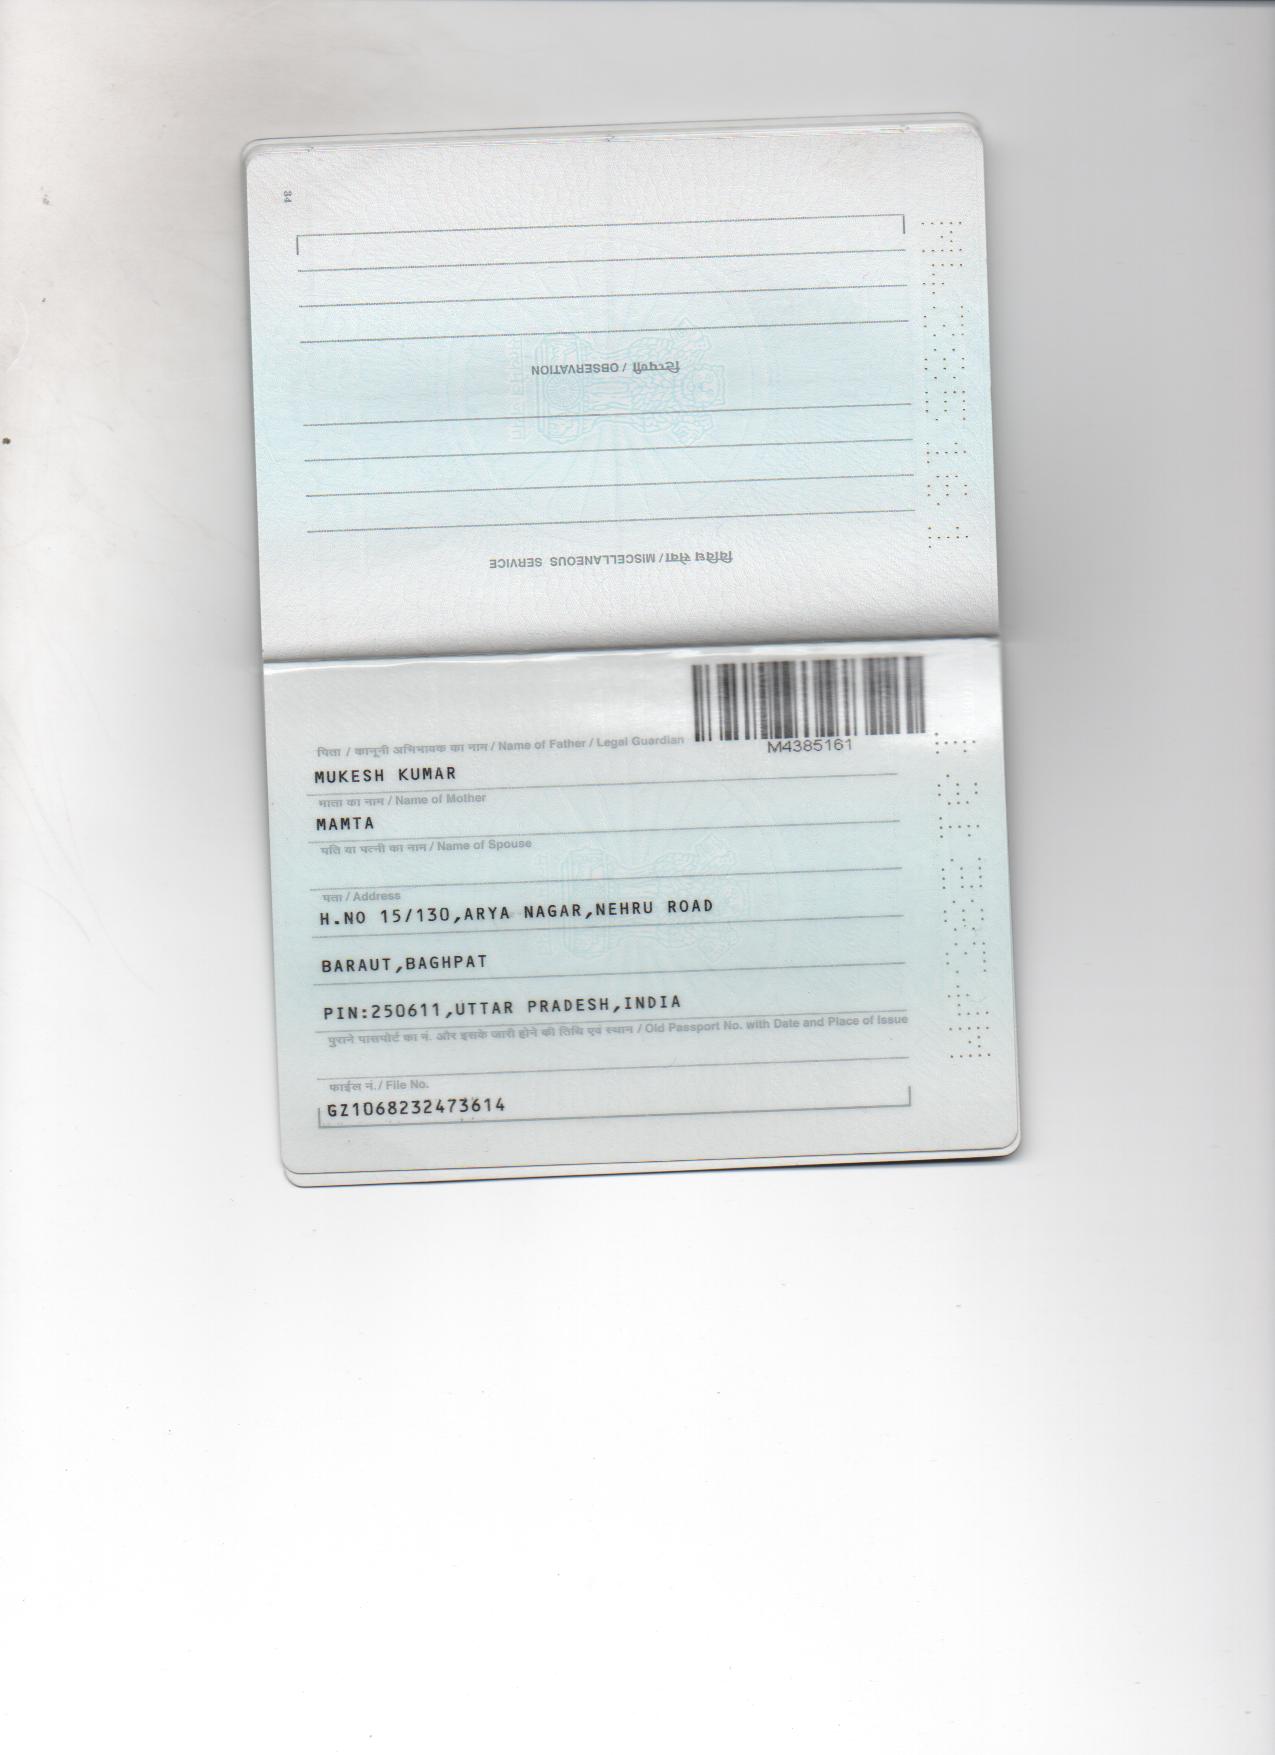 34
टिप्पणी / OBSERVATION
विविध सेवा / MISCELLANEOUS SERVICE
M4385161
पिता / कानूनी अभिभावक का नाम / Name of Father / Legal Guardian
MUKESH KUMAR
माता का नाम / Name of Mother
MAMTA
पति या पत्नी का नाम / Name of Spouse
पता / Address
H.NO 15/130,ARYA NAGAR,NEHRU ROAD
BARAUT,BAGHPAT
PIN:250611,UTTAR PRADESH,INDIA
पुराने पासपोर्ट का नं. और इसके जारी होने की तिथि एवं स्थान / Old Passport No. with Date and Place of Issue
फाईल नं./ File No.
GZ1068232473614